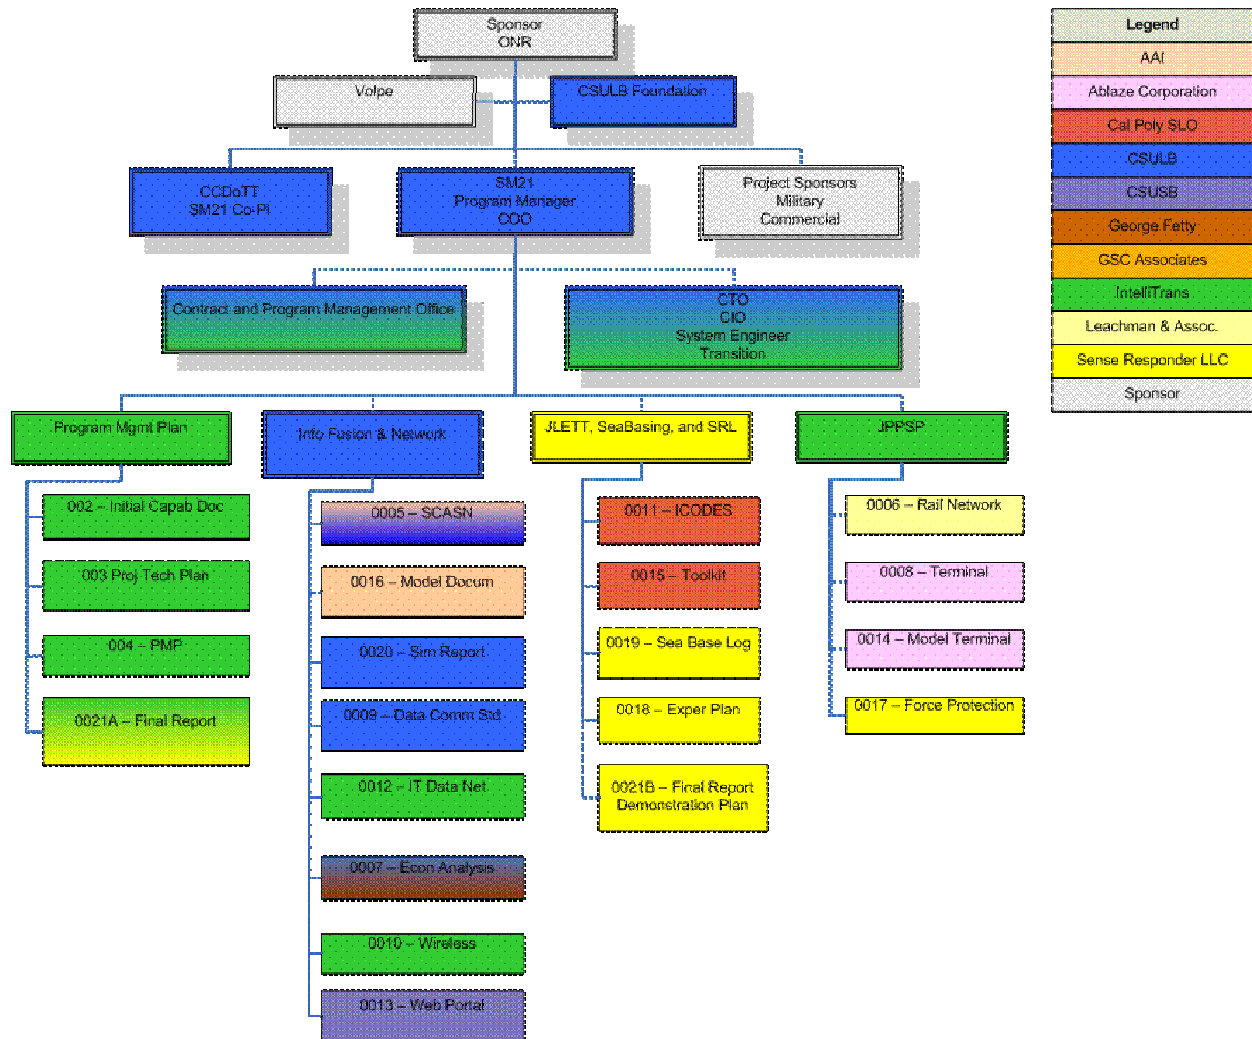 Sponsor
ONR
Volpe
CSULB Foundation
CCDoTT
SM21 Co-PI
SM21
Program Manager
COO
Project Sponsors
Military
Commercial
Contract and Program Management Office
CTO
CIO
System Engineer
Transition
Program Mgmt Plan
Info Fusion & Network
JLETT, SeaBasing, and SRL
JPPSP
002 – Initial Capab Doc
003 Proj Tech Plan
004 – PMP
0021A – Final Report
0005 – SCASN
0016 – Model Docum
0020 – Sim Report
0009 – Data Comm Std
0012 – IT Data Net
0007 – Econ Analysis
0010 – Wireless
0013 – Web Portal
0011 – ICODES
0015 – Toolkit
0019 – Sea Base Log
0018 – Exper Plan
0021B – Final Report
Demonstration Plan
0006 – Rail Network
0008 – Terminal
0014 – Model Terminal
0017 – Force Protection
Legend
AAI
Ablaze Corporation
Cal Poly SLO
CSULB
CSUSB
George Fetty
GSC Associates
IntelliTrans
Leachman & Assoc.
Sense Responder LLC
Sponsor